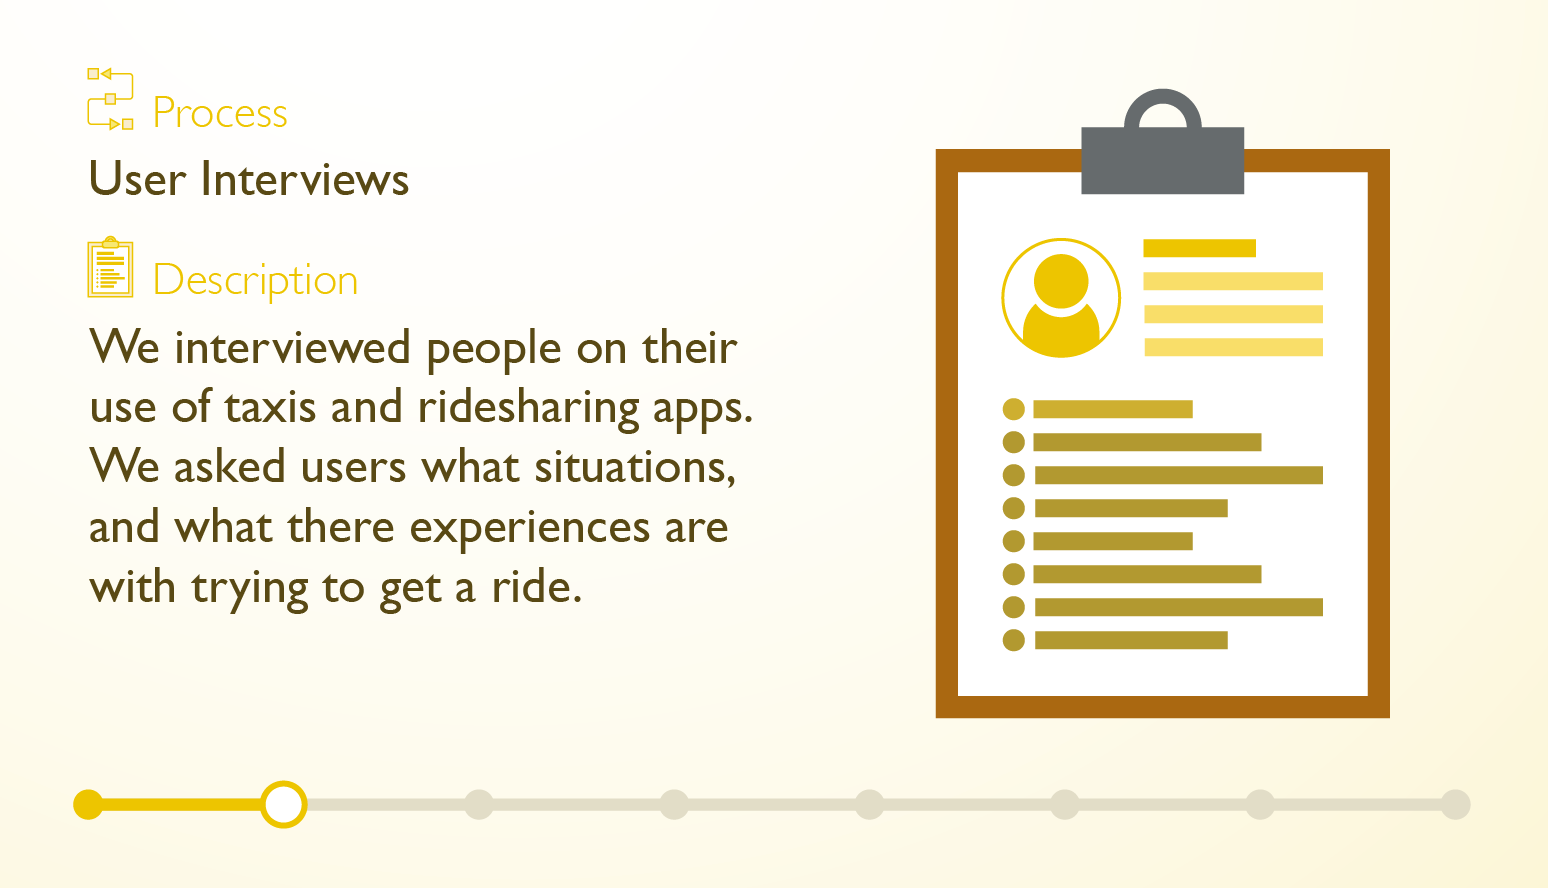 Process
User Interviews
Description
We interviewed people on their
use of taxis and ridesharing apps.
We asked users what situations,
and what there experiences are
with trying to get a ride.